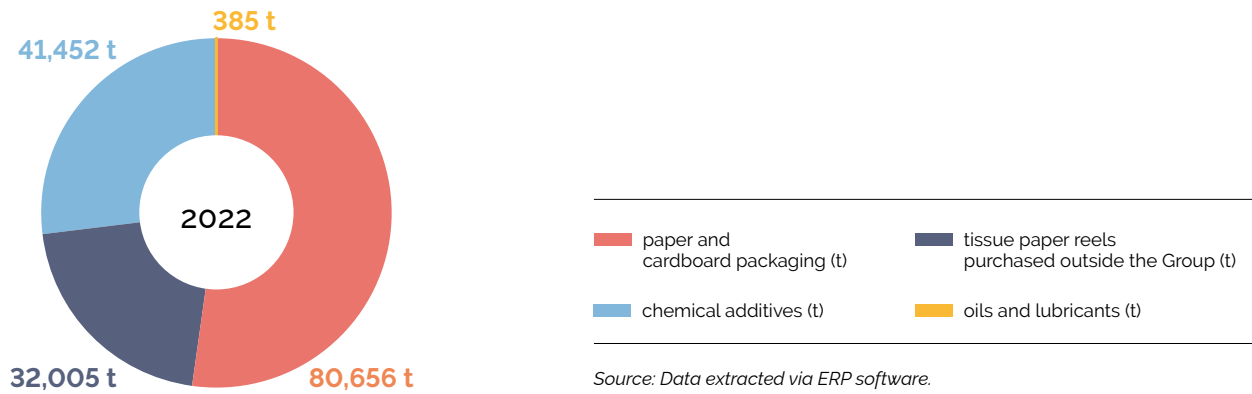 385 t
41,452 t
2022
32,005 t
80,656 t
paper and
cardboard packaging (t)
tissue paper reels
purchased outside the Group (t)
chemical additives (t)
oils and lubricants (t)
Source: Data extracted via ERP software.